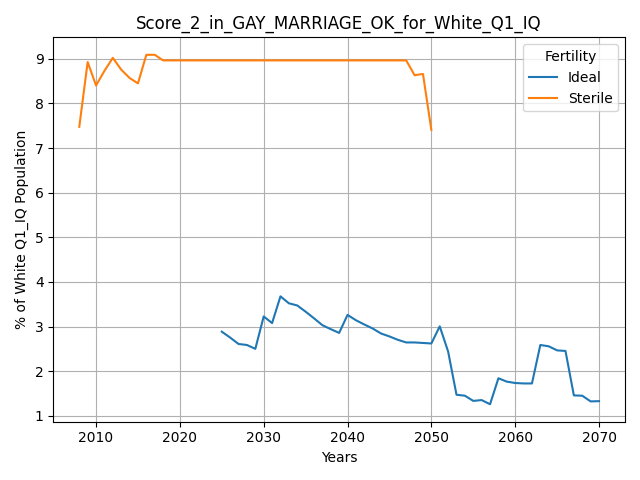 Score_2_in_GAY_MARRIAGE_OK_for_White_Q1_IQ
% of White Q1_IQ Population
9
8
7
6
5
4
3
2
1
Fertility
Ideal
Sterile
2010 2020 2030 2040 2050 2060 2070
Years